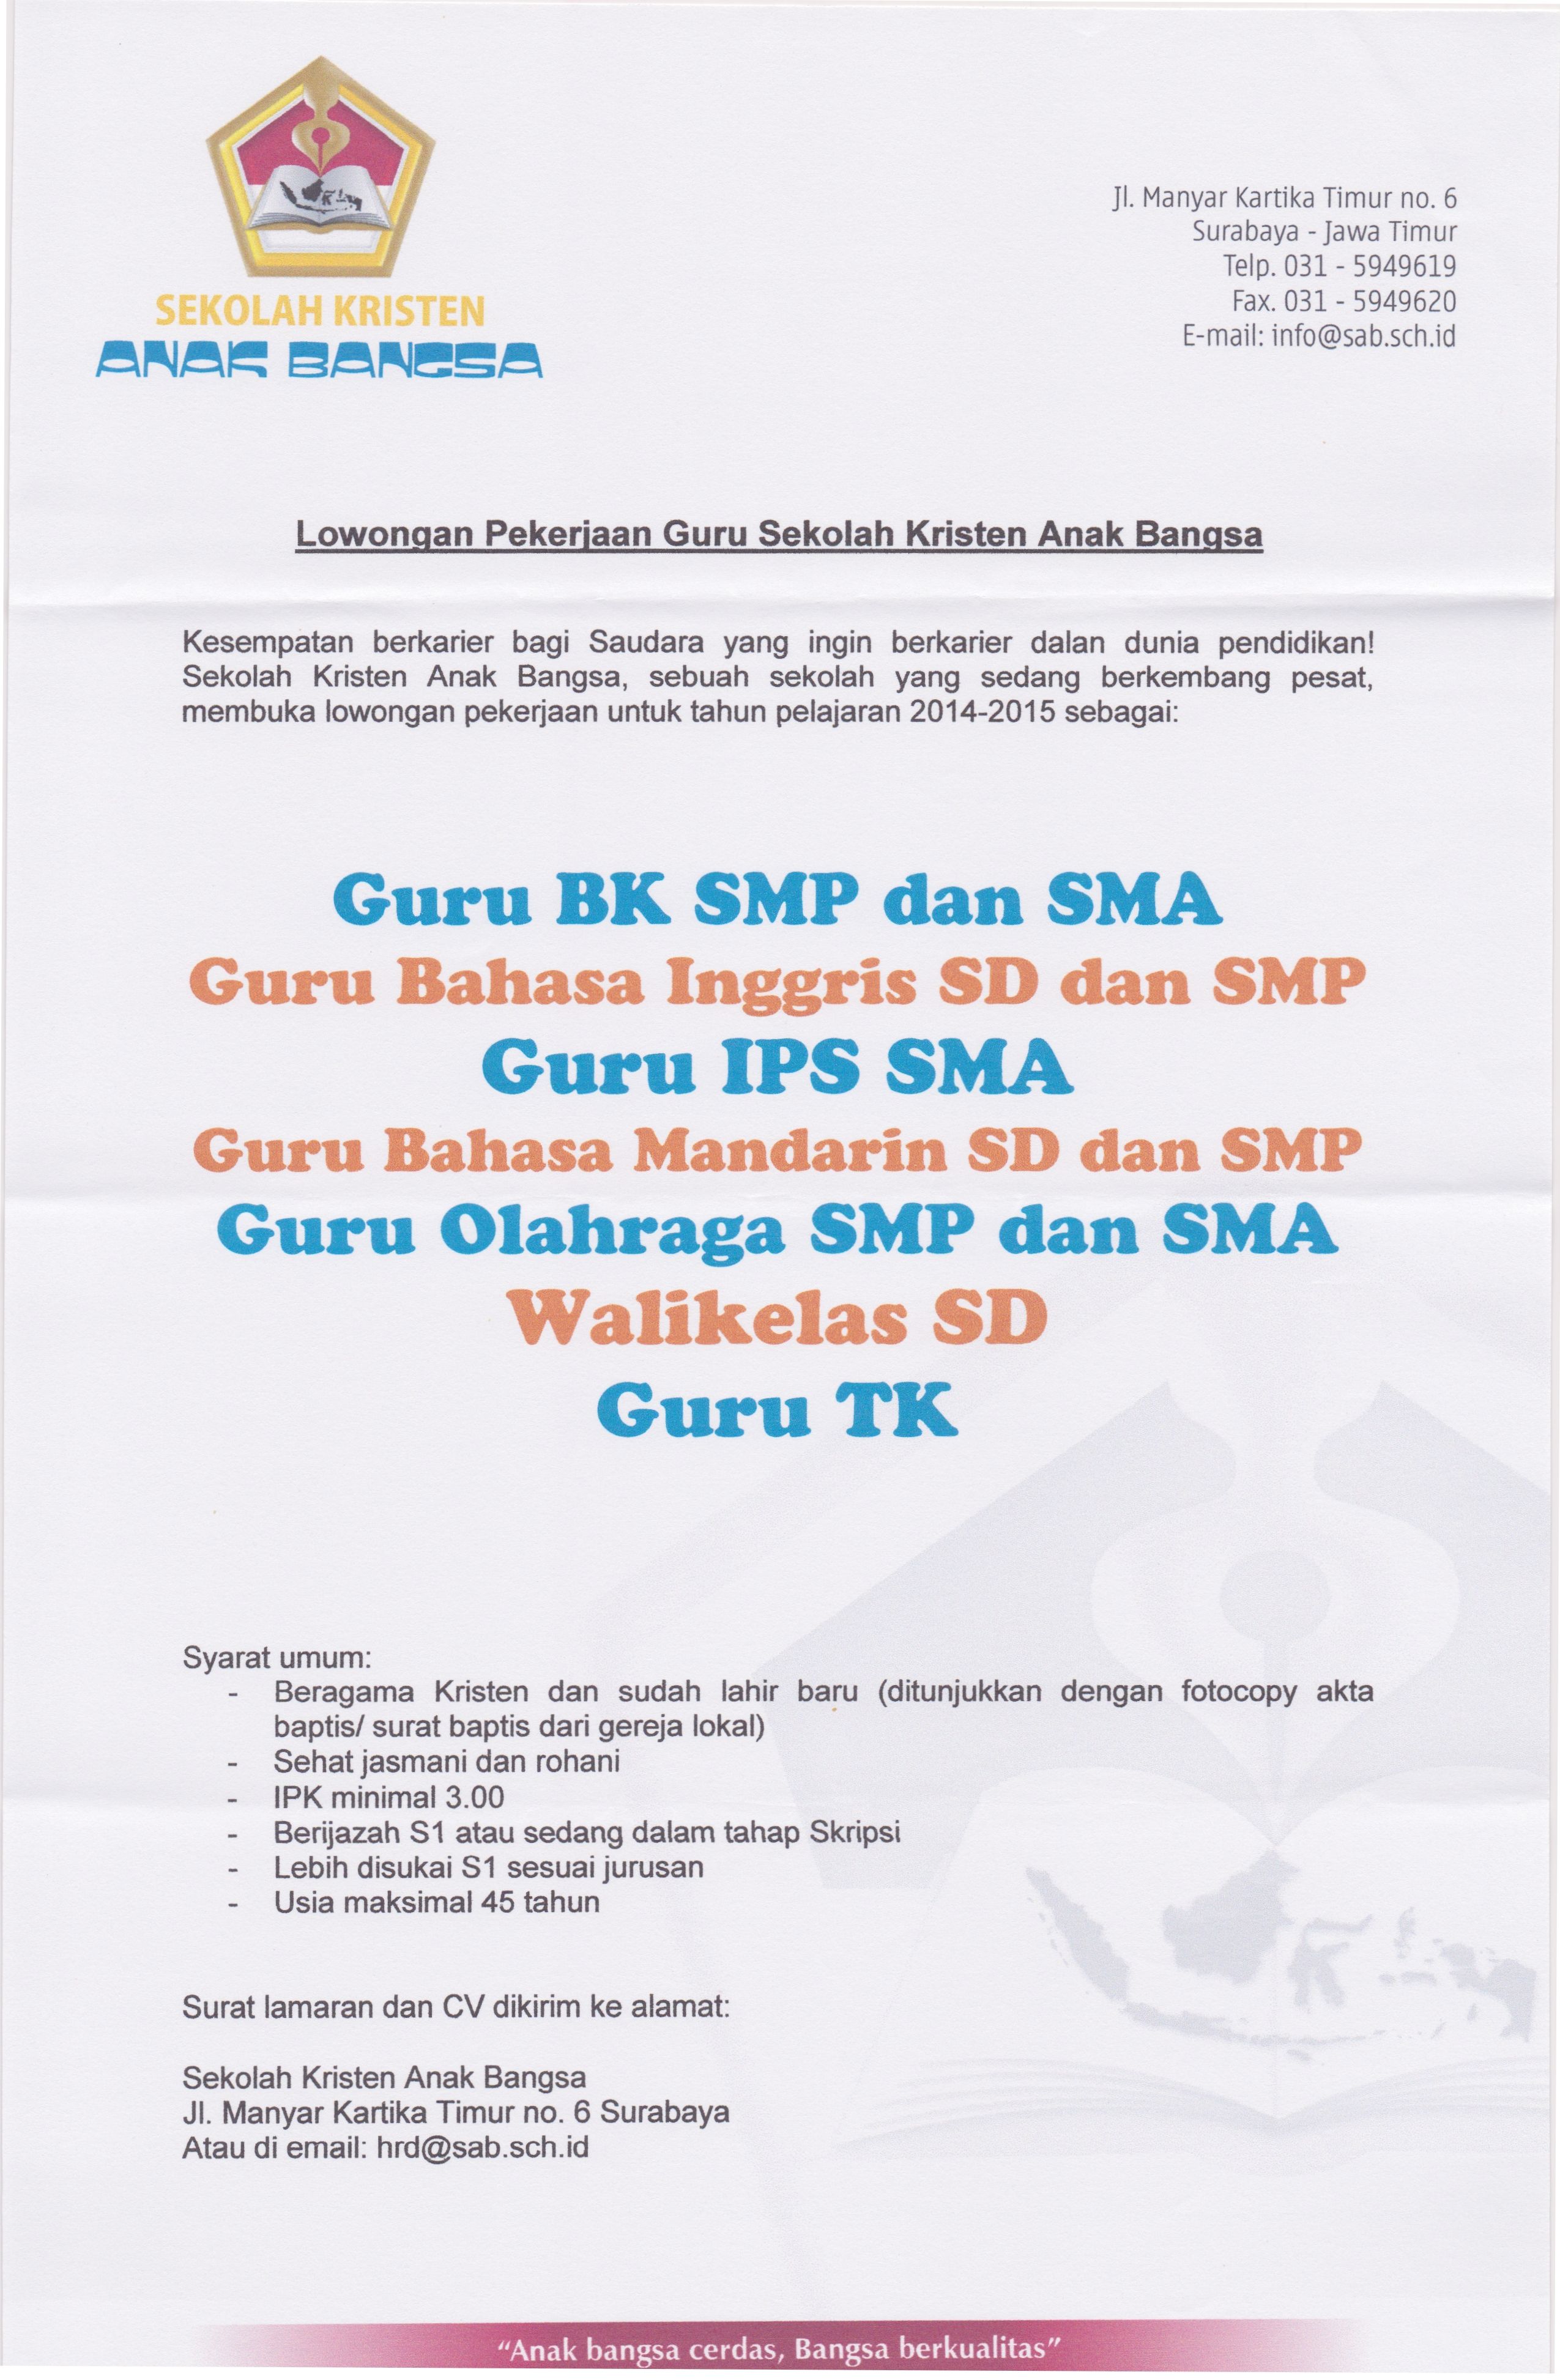 SEKOLAH KRISTEN
ANAK BANGSA
Jl. Manyar Kartika Timur no. 6
Surabaya - Jawa Timur
Telp. 031 - 5949619
Fax. 031 - 5949620
E-mail: info@sab.sch.id
Lowongan Pekerjaan Guru Sekolah Kristen Anak Bangsa
Kesempatan berkarier bagi Saudara yang ingin berkarier dalan dunia pendidikan!
Sekolah Kristen Anak Bangsa, sebuah sekolah yang sedang berkembang pesat,
membuka lowongan pekerjaan untuk tahun pelajaran 2014-2015 sebagai:
Guru BK SMP dan SMA
Guru Bahasa Inggris SD dan SMP
Guru IPS SMA
Guru Bahasa Mandarin SD dan SMP
Guru Olahraga SMP dan SMA
Walikelas SD
Guru TK
Syarat umum:
- Beragama Kristen dan sudah lahir baru (ditunjukkan dengan fotocopy akta
baptis/ surat baptis dari gereja lokal)
- Sehat jasmani dan rohani
- IPK minimal 3.00
- Berijazah S1 atau sedang dalam tahap Skripsi
- Lebih disukai S1 sesuai jurusan
- Usia maksimal 45 tahun
Surat lamaran dan CV dikirim ke alamat:
Sekolah Kristen Anak Bangsa
Jl. Manyar Kartika Timur no. 6 Surabaya
Atau di email: hrd@sab.sch.id
“Anak bangsa cerdas, Bangsa berkualitas”